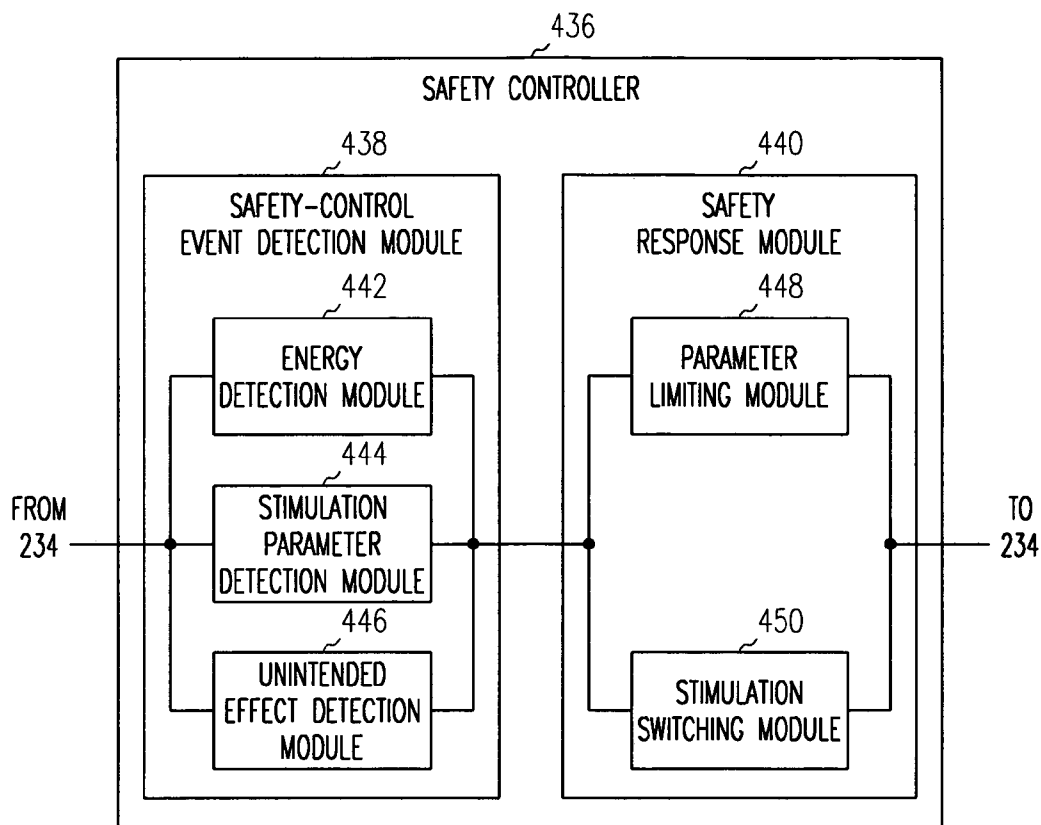 436
SAFETY CONTROLLER
438
SAFETY-CONTROL
EVENT DETECTION MODULE
442
ENERGY
DETECTION MODULE
444
STIMULATION
PARAMETER
DETECTION MODULE
446
UNINTENDED
EFFECT DETECTION
MODULE
440
SAFETY
RESPONSE MODULE
448
PARAMETER
LIMITING MODULE
450
STIMULATION
SWITCHING MODULE
FROM
234
TO
234